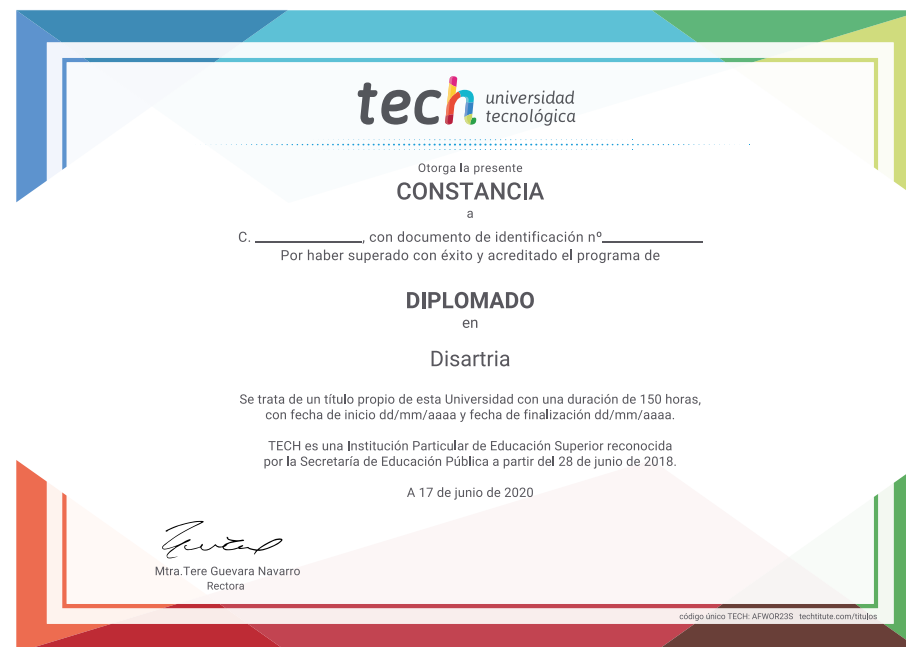 tech universidad
tecnológica
Otorga la presente
CONSTANCIA
a
C. ____________, con documento de identificación nº____________
Por haber superado con éxito y acreditado el programa de
DIPLOMADO
en
Disartria
Se trata de un título propio de esta Universidad con una duración de 150 horas,
con fecha de inicio dd/mm/aaaa y fecha de finalización dd/mm/aaaa.
TECH es una Institución Particular de Educación Superior reconocida
por la Secretaría de Educación Pública a partir del 28 de junio de 2018.
A 17 de junio de 2020
Mtra.Tere Guevara Navarro
Rectora
código único TECH: AFWOR23S techtitute.com/titulos